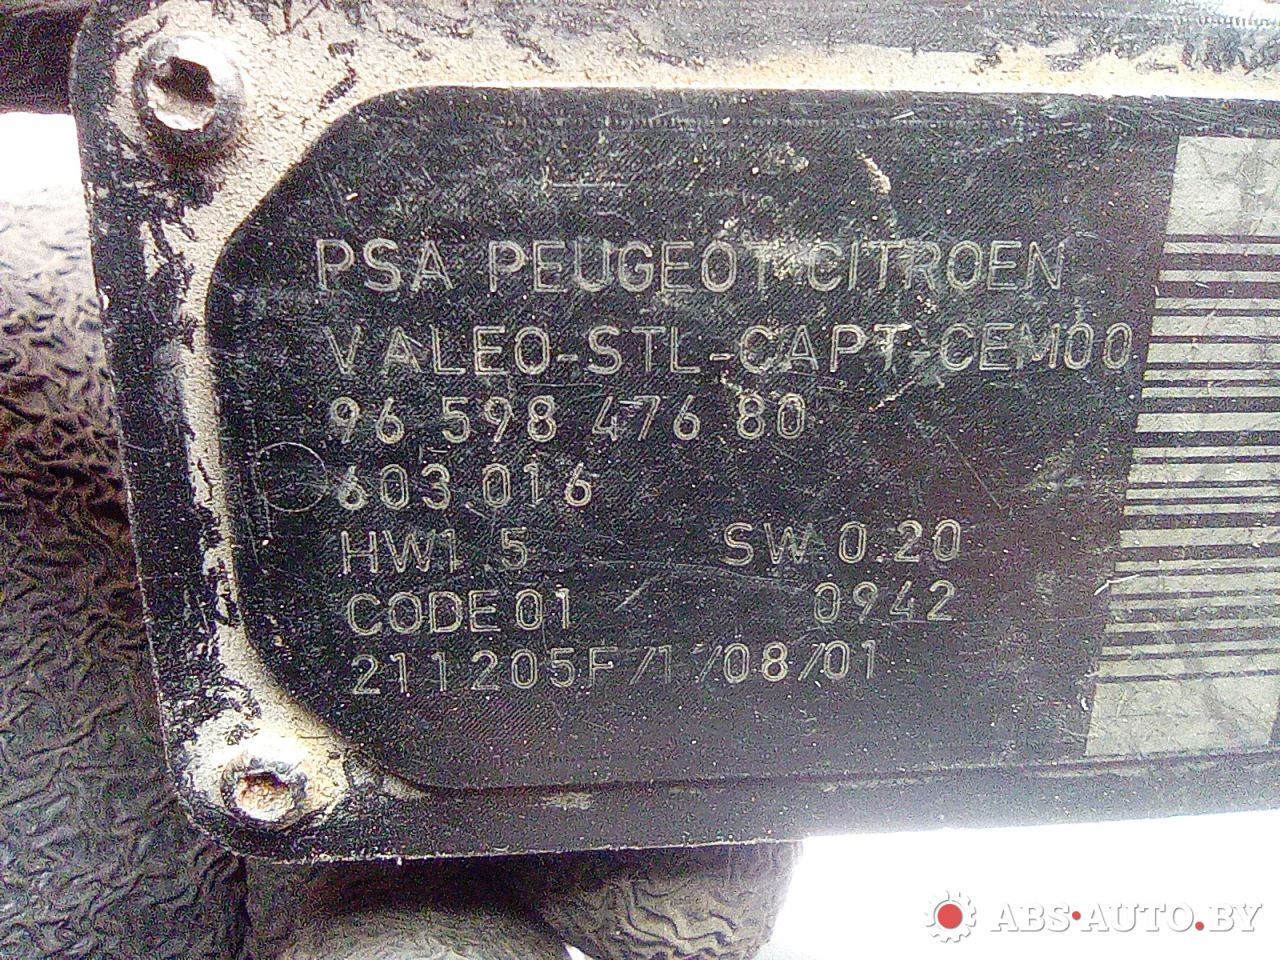 PSA PEUGEOT CITROEN
VALEO-STL-CAPT-CEM00
96 598 476 80
603 016
HW1.5 SW 0.20
CODE 01 0942
211205F/1/08/01
ABS-AUTO.BY